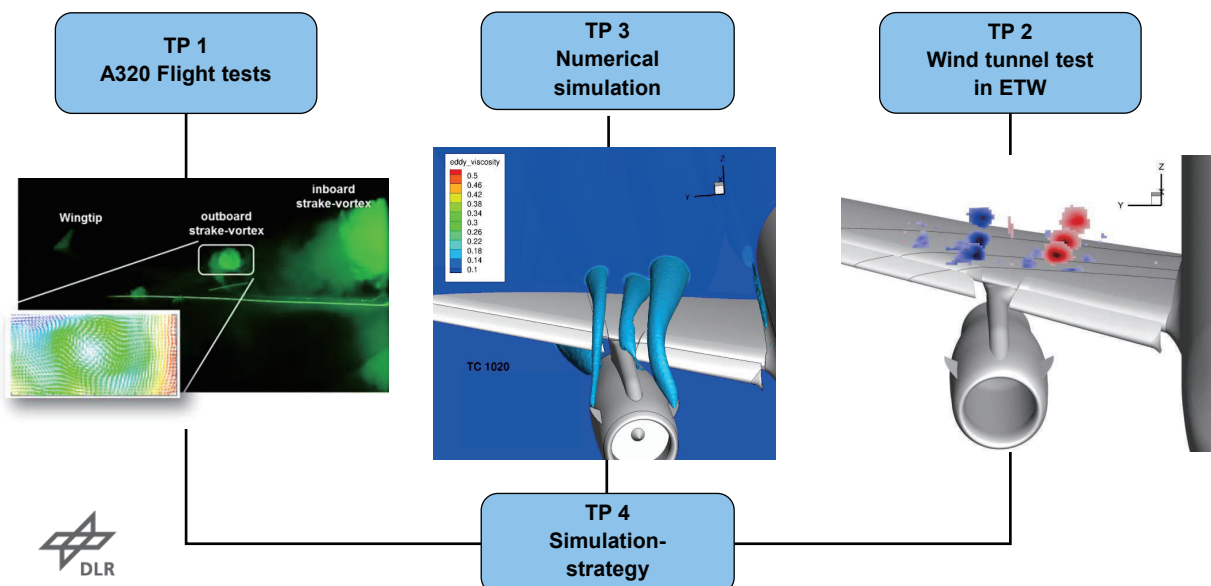 TP 1
A320 Flight tests
TP 3
Numerical
simulation
TP 2
Wind tunnel test
in ETW
Wingtip
outboard
strake-vortex
inboard
strake-vortex
eddy_viscosity
0.5
0.46
0.42
0.38
0.34
0.3
0.26
0.22
0.18
0.14
0.1
Z
X
Y
TC 1020
Z
X
Y
TP 4
Simulation-
strategy
DLR